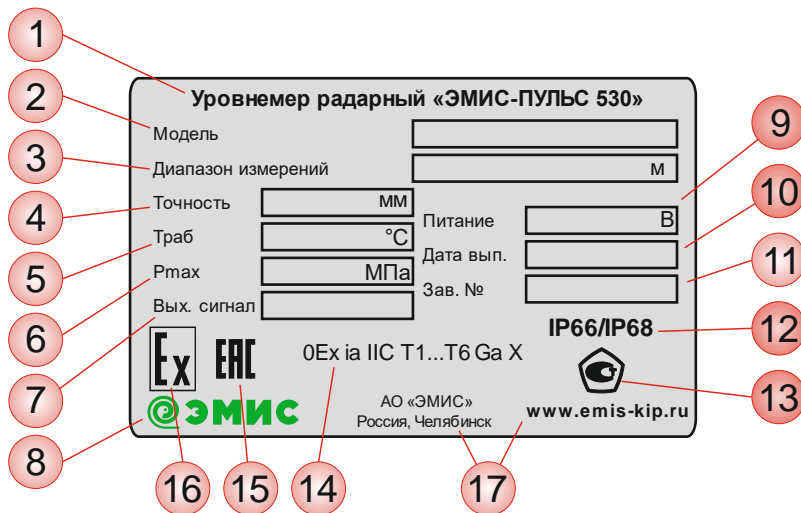 1
Уровнемер радарный «ЭМИС-ПУЛЬС 530»
2
Модель
9
3
Диапазон измерений
м
4
Точность
мм
Питание
В
10
5
Траб
°C
Дата вып.
11
6
Pmax
МПа
Зав. №
7
Вых. сигнал
IP66/IP68
12
Ex
EAC
0Ex ia IIC T1...T6 Ga X
13
8
ЭМИС
АО «ЭМИС»
Россия, Челябинск
www.emis-kip.ru
16
15
14
17